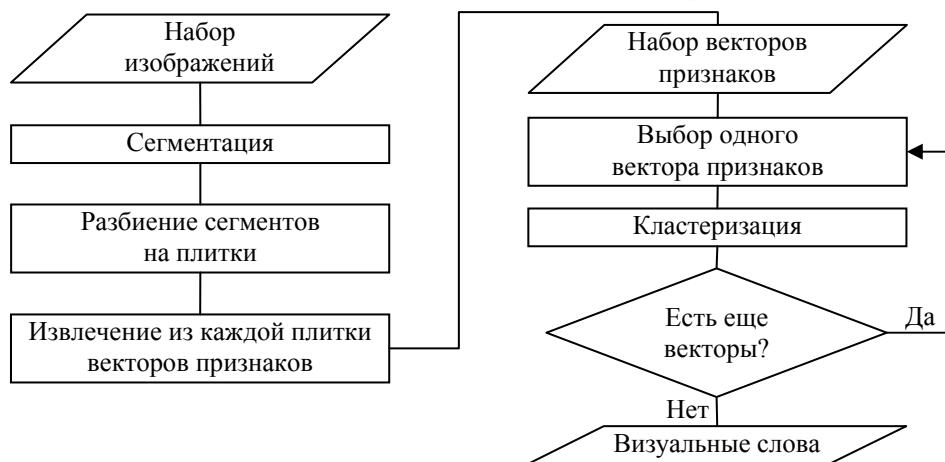 Набор
изображений
Сегментация
Разбиение сегментов
на плитки
Извлечение из каждой плитки
векторов признаков
Набор векторов
признаков
Выбор одного
вектора признаков
Кластеризация
Есть еще
векторы?
Да
Нет
Визуальные слова